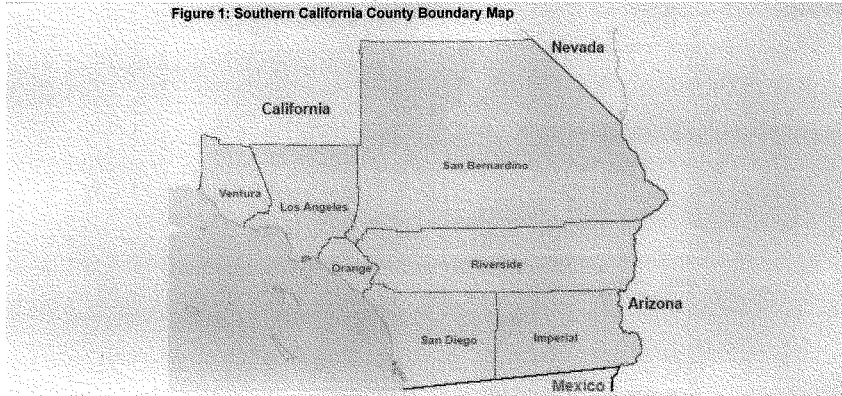 Figure 1: Southern California County Boundary Map
Nevada
California
San Bernardino
Ventura
Los Angeles
Orange
Riverside
Arizona
San Diego
Imperial
Mexico